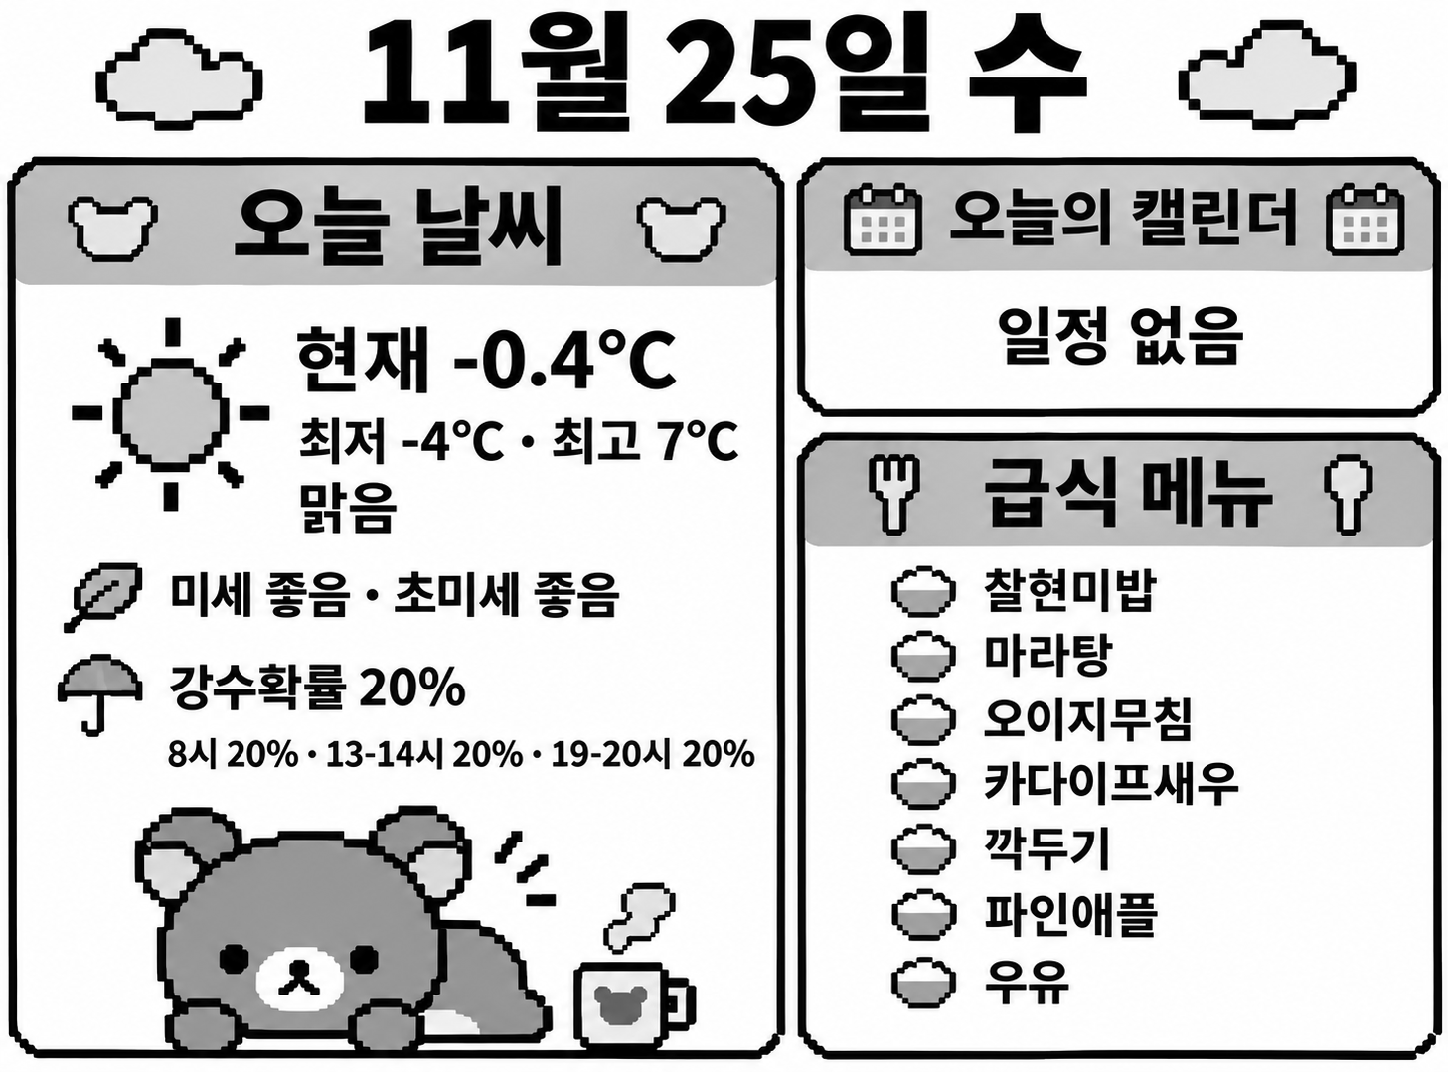 11월 25일 수
오늘 날씨
현재 -0.4°C
최저 -4°C · 최고 7°C
맑음
미세 좋음 · 초미세 좋음
강수확률 20%
8시 20% · 13-14시 20% · 19-20시 20%
오늘의 캘린더
일정 없음
급식 메뉴
찰현미밥
마라탕
오이지무침
카다이프새우
깍두기
파인애플
우유